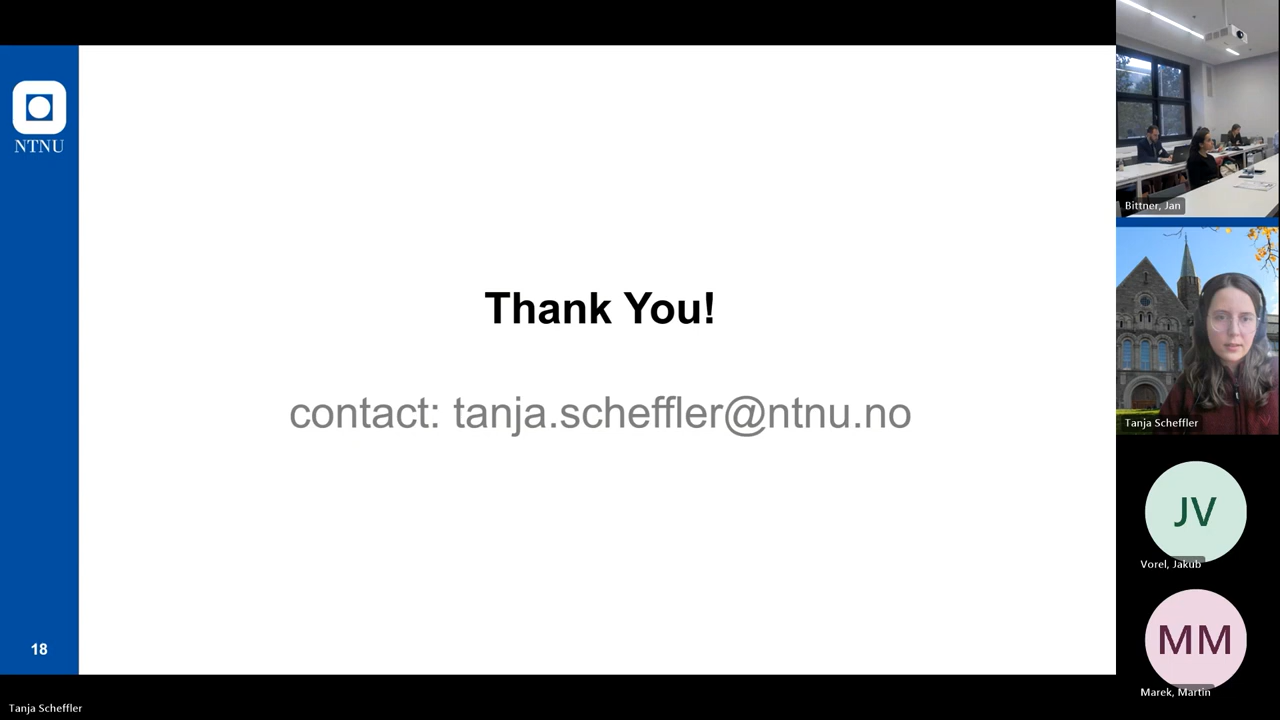 NTNU
Thank You!
contact: tanja.scheffler@ntnu.no
18
Tanja Scheffler
Bittner, Jan
Tanja Scheffler
JV
Vorel, Jakub
MM
Marek, Martin